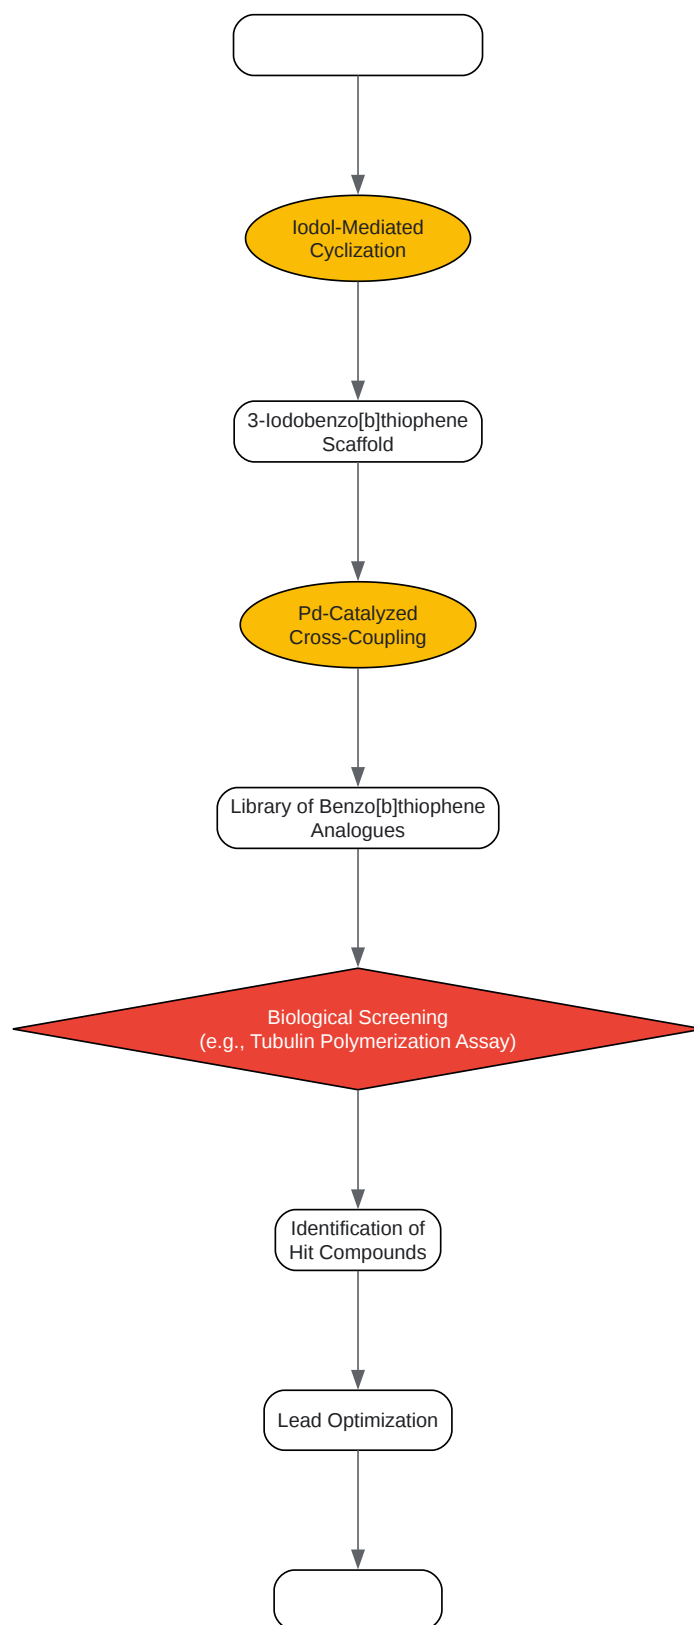 Iodol-Mediated
Cyclization
3-Iodobenzo[b]thiophene
Scaffold
Pd-Catalyzed
Cross-Coupling
Library of Benzo[b]thiophene
Analogues
Biological Screening
(e.g., Tubulin Polymerization Assay)
Identification of
Hit Compounds
Lead Optimization